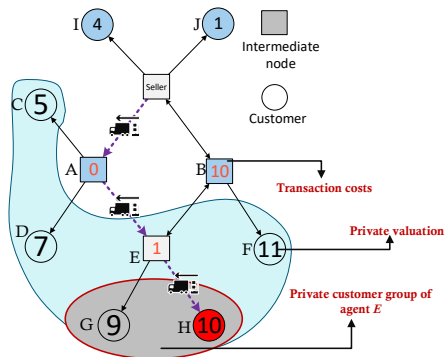 I
4
J
1
Intermediate
node
Seller
C
5
Customer
A
0
B
10
Transaction costs
D
7
E
1
F
11
Private valuation
G
9
H
10
Private customer group of
agent E